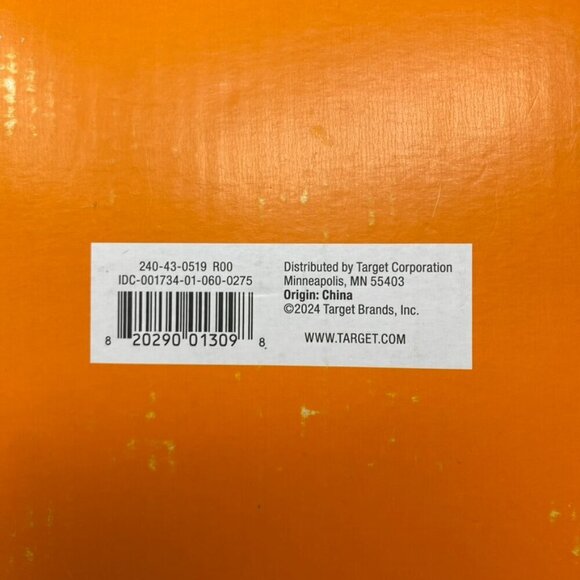 240-43-0519 R00
IDC-001734-01-060-0275
8 20290 01309 8
Distributed by Target Corporation
Minneapolis, MN 55403
Origin: China
©2024 Target Brands, Inc.
WWW.TARGET.COM